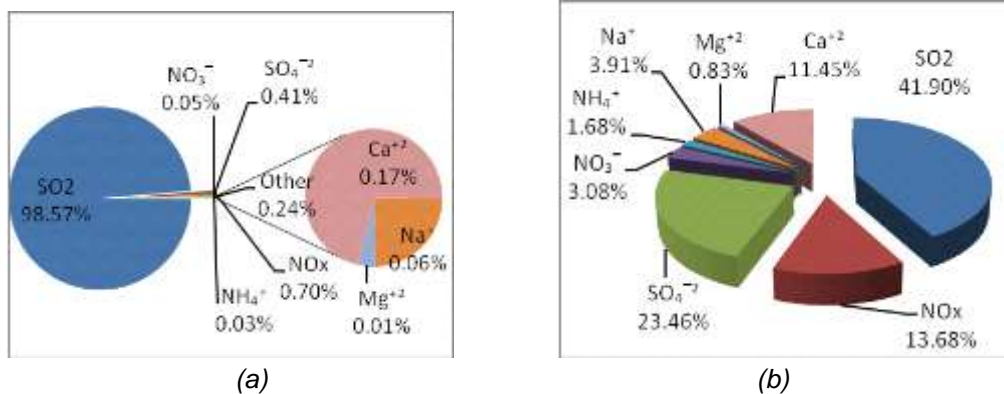 NO₃⁻
0.05%
SO₄⁻²
0.41%
SO2
98.57%
Other
0.24%
NOx
0.70%
NH₄⁺
0.03%
Ca⁺²
0.17%
Na⁺
0.06%
Mg⁺²
0.01%
(a)
Na⁺
3.91%
Mg⁺²
0.83%
Ca⁺²
11.45%
SO2
41.90%
NH₄⁺
1.68%
NO₃⁻
3.08%
SO₄⁻²
23.46%
NOx
13.68%
(b)